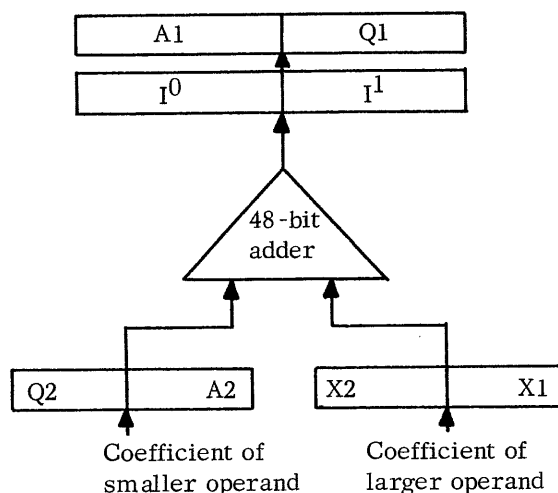 A1 Q1
I⁰ I¹
48-bit
adder
Q2 A2 X2 X1
Coefficient of Coefficient of
smaller operand larger operand